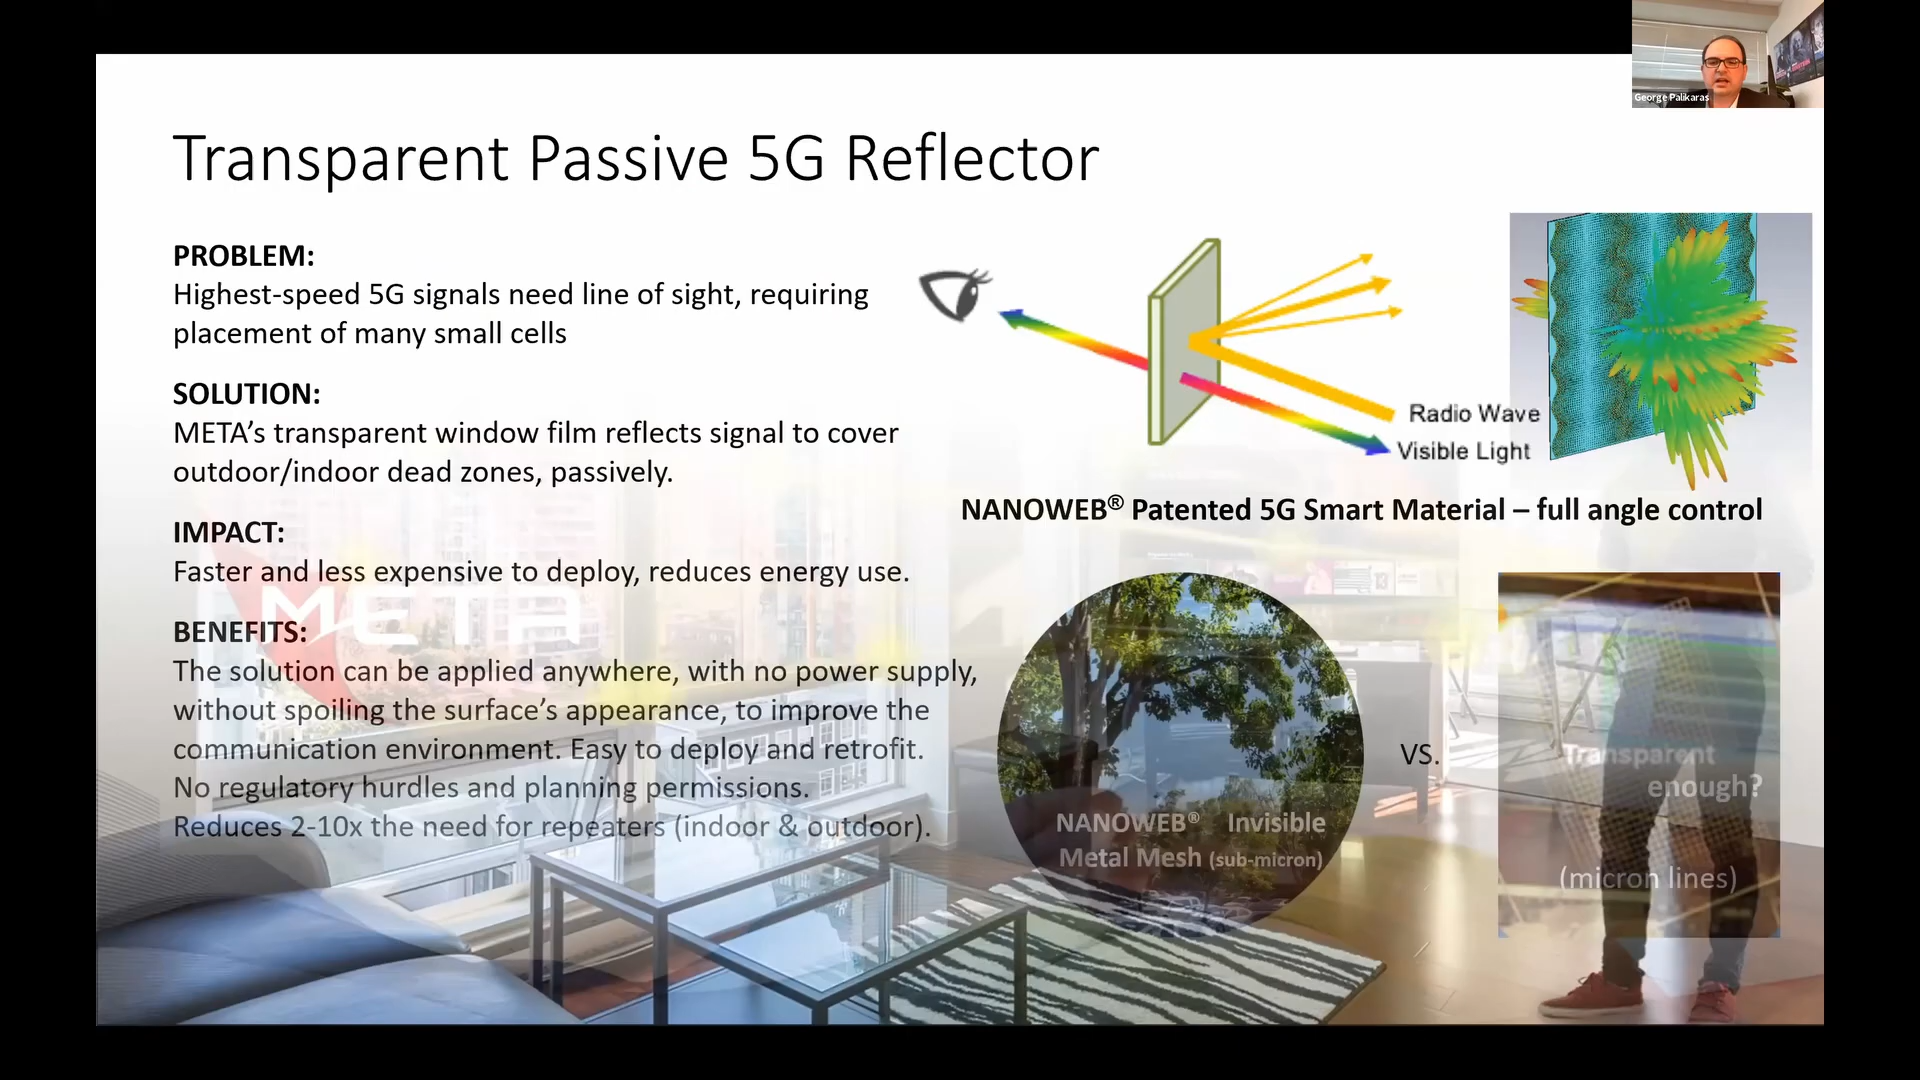 George Palikaras
Transparent Passive 5G Reflector
PROBLEM:
Highest-speed 5G signals need line of sight, requiring
placement of many small cells
SOLUTION:
META’s transparent window film reflects signal to cover
outdoor/indoor dead zones, passively.
IMPACT:
Faster and less expensive to deploy, reduces energy use.
META
BENEFITS:
The solution can be applied anywhere, with no power supply,
without spoiling the surface’s appearance, to improve the
communication environment. Easy to deploy and retrofit.
No regulatory hurdles and planning permissions.
Reduces 2-10x the need for repeaters (indoor & outdoor).
Radio Wave
Visible Light
NANOWEB® Patented 5G Smart Material – full angle control
NANOWEB® Invisible
Metal Mesh (sub-micron)
VS.
Transparent
enough?
(micron lines)